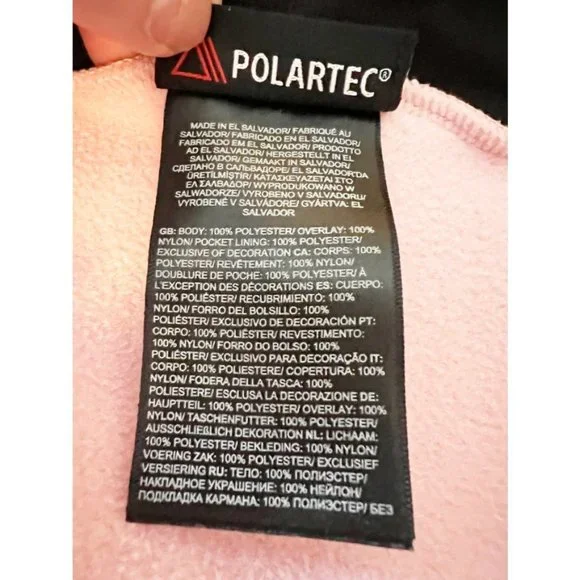 POLARTEC®
MADE IN EL SALVADOR/ FABRIQUÉ AU
SALVADOR/ FABRICADO EN EL SALVADOR/
FABRICADO EM EL SALVADOR/ PRODOTTO
AD EL SALVADOR/ HERGESTELLT IN EL
SALVADOR/ GEMAAKT IN SALVADOR/
СДЕЛАНО В САЛЬВАДОРЕ/ EL SALVADOR'DA
ÜRETİLMİŞTİR/ ΚΑΤΑΣΚΕΥΑΖΕΤΑΙ ΣΤΟ
ΕΛ ΣΑΛΒΑΔΟΡ/ WYPRODUKOWANO W
SALWADORZE/ VYROBENO V SALVADORU/
VYROBENÉ V SALVÁDORE/ GYÁRTVA: EL
SALVADOR
GB: BODY: 100% POLYESTER/ OVERLAY: 100%
NYLON/ POCKET LINING: 100% POLYESTER/
EXCLUSIVE OF DECORATION CA: CORPS: 100%
POLYESTER/ REVÊTEMENT: 100% NYLON/
DOUBLURE DE POCHE: 100% POLYESTER/ À
L'EXCEPTION DES DÉCORATIONS ES: CUERPO:
100% POLIÉSTER/ RECUBRIMIENTO: 100%
NYLON/ FORRO DEL BOLSILLO: 100%
POLIÉSTER/ EXCLUSIVO DE DECORACIÓN PT:
CORPO: 100% POLIÉSTER/ REVESTIMENTO:
100% NYLON/ FORRO DO BOLSO: 100%
POLIÉSTER/ EXCLUSIVO PARA DECORAÇÃO IT:
CORPO: 100% POLIESTERE/ COPERTURA: 100%
NYLON/ FODERA DELLA TASCA: 100%
POLIESTERE/ ESCLUSA LA DECORAZIONE DE:
HAUPTTEIL: 100% POLYESTER/ OVERLAY: 100%
NYLON/ TASCHENFUTTER: 100% POLYESTER/
AUSSCHLIEßLICH DEKORATION NL: LICHAAM:
100% POLYESTER/ BEKLEDING: 100% NYLON/
VOERING ZAK: 100% POLYESTER/ EXCLUSIEF
VERSIERING RU: ТЕЛО: 100% ПОЛИЭСТЕР/
НАКЛАДНОЕ УКРАШЕНИЕ: 100% НЕЙЛОН/
ПОДКЛАДКА КАРМАНА: 100% ПОЛИЭСТЕР/ БЕЗ